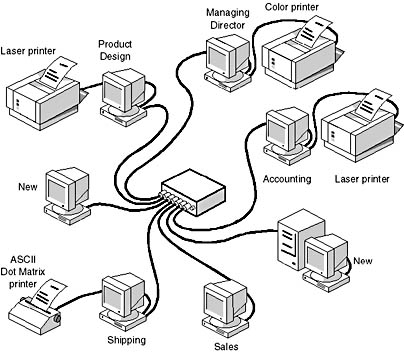 Managing
Director
Color printer
Product
Design
Laser printer
Accounting
Laser printer
New
New
ASCII
Dot Matrix
printer
Shipping
Sales